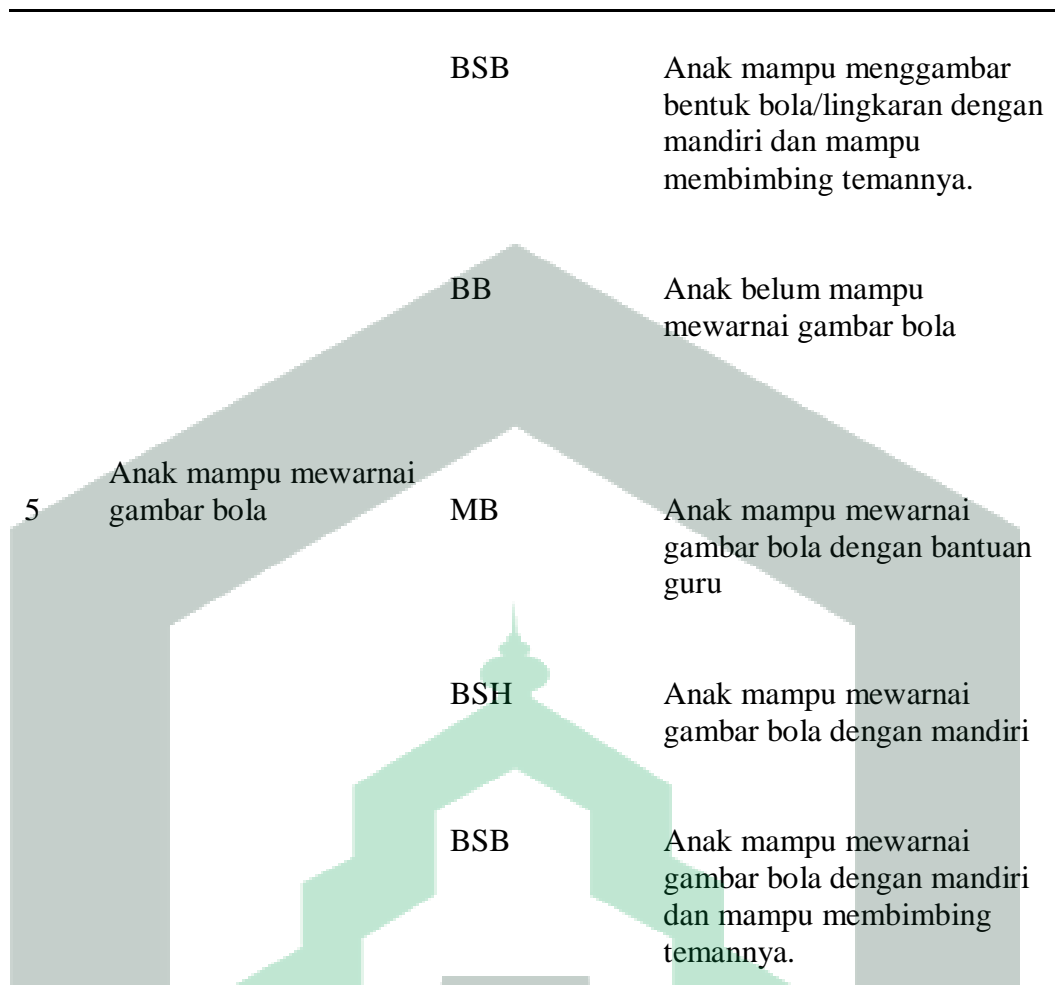 BSB Anak mampu menggambar
bentuk bola/lingkaran dengan
mandiri dan mampu
membimbing temannya.
BB Anak belum mampu
mewarnai gambar bola
Anak mampu mewarnai
5 gambar bola MB Anak mampu mewarnai
gambar bola dengan bantuan
guru
BSH Anak mampu mewarnai
gambar bola dengan mandiri
BSB Anak mampu mewarnai
gambar bola dengan mandiri
dan mampu membimbing
temannya.